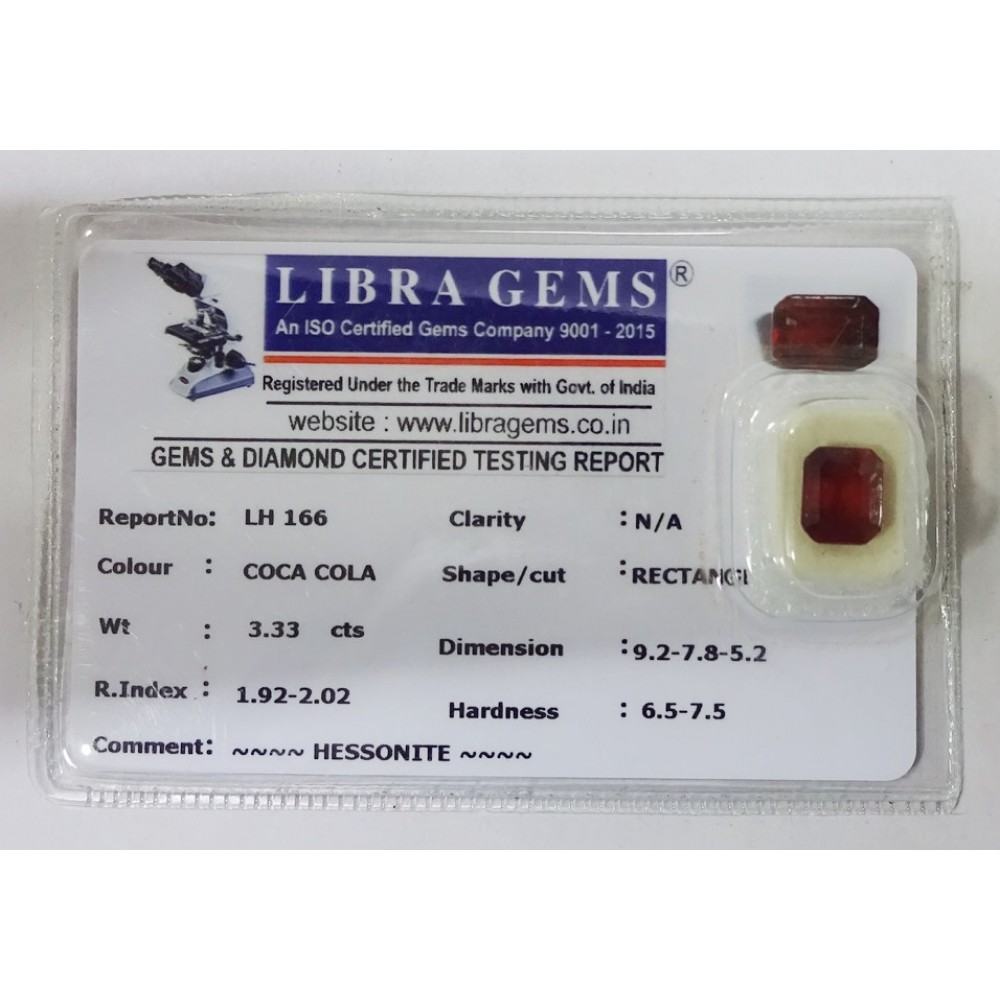 LIBRA GEMS ®
An ISO Certified Gems Company 9001 - 2015
Registered Under the Trade Marks with Govt. of India
website : www.libragems.co.in
GEMS & DIAMOND CERTIFIED TESTING REPORT
ReportNo: LH 166
Clarity : N/A
Colour : COCA COLA
Shape/cut : RECTANGL
Wt : 3.33 cts
Dimension : 9.2-7.8-5.2
R.Index : 1.92-2.02
Hardness : 6.5-7.5
Comment: ~~~~ HESSONITE ~~~~